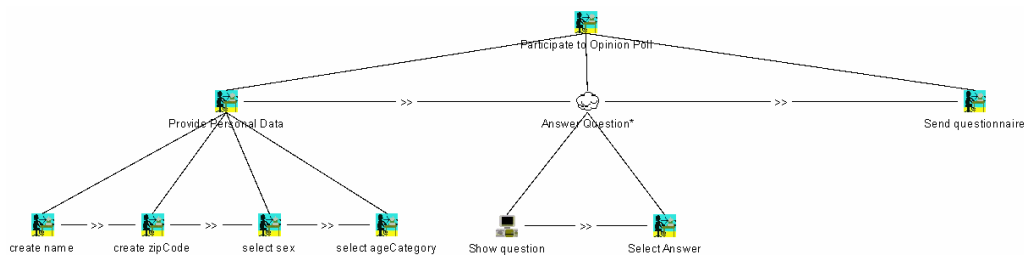 Participate to Opinion Poll
>>
>>
Provide Personal Data
Answer Question*
Send questionnaire
>>
>>
>>
>>
create name
create zipCode
select sex
select ageCategory
Show question
Select Answer